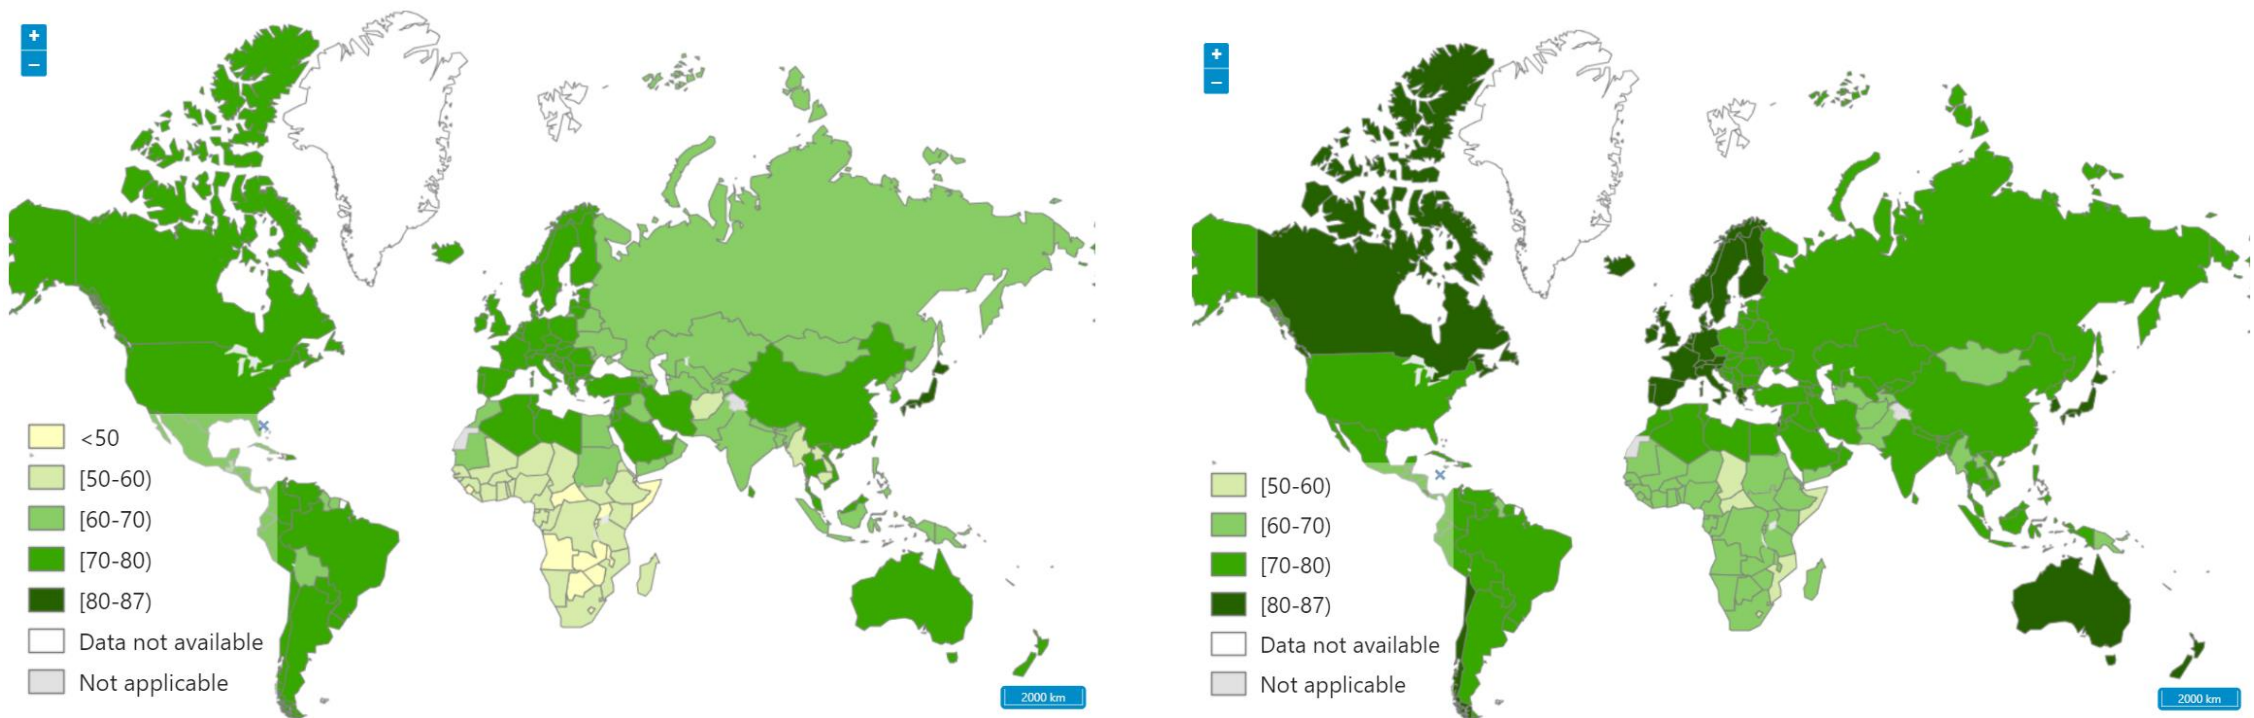 +
−
<50
[50-60)
[60-70)
[70-80)
[80-87)
Data not available
Not applicable
2000 km
+
−
[50-60)
[60-70)
[70-80)
[80-87)
Data not available
Not applicable
2000 km